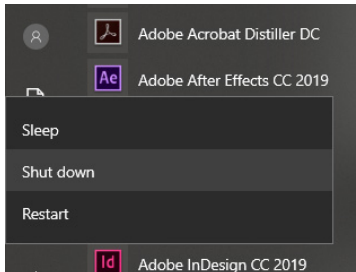 Adobe Acrobat Distiller DC
Ae Adobe After Effects CC 2019
Sleep
Shut down
Restart
Id Adobe InDesign CC 2019